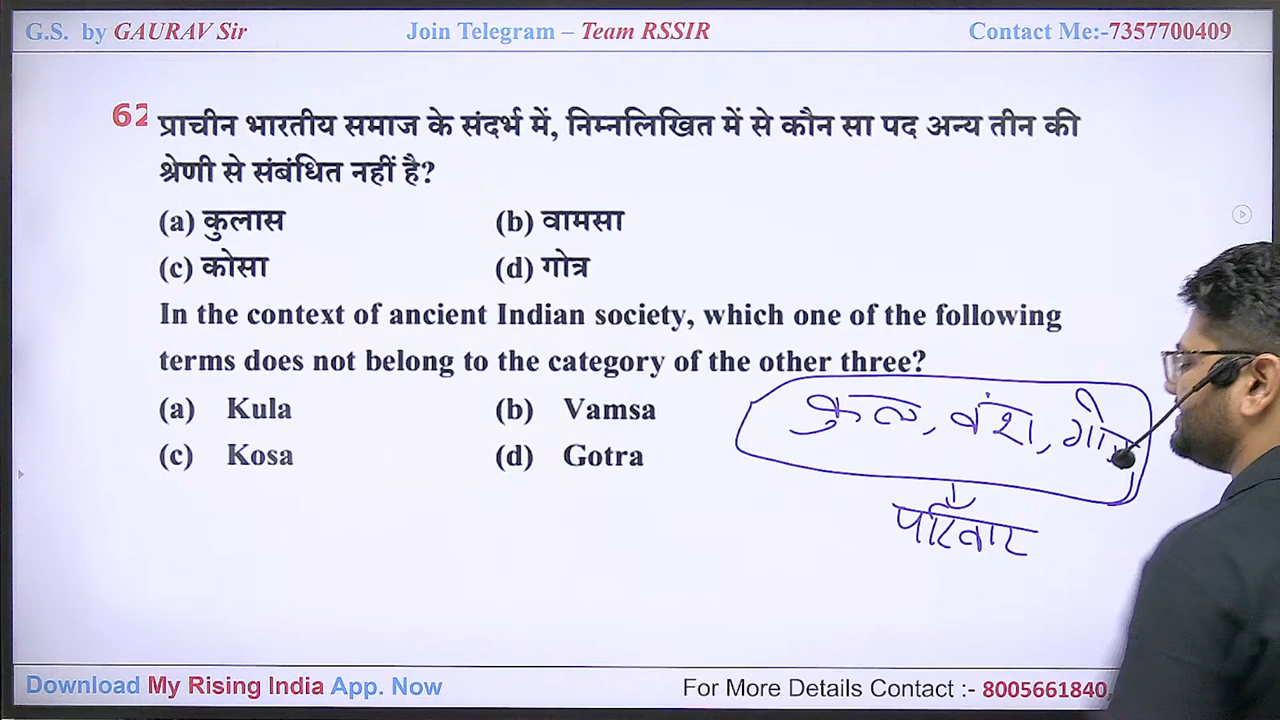 G.S. by GAURAV Sir
Join Telegram – Team RSSIR
Contact Me:-7357700409
62
प्राचीन भारतीय समाज के संदर्भ में, निम्नलिखित में से कौन सा पद अन्य तीन की
श्रेणी से संबंधित नहीं है?
(a) कुलास (b) वामसा
(c) कोसा (d) गोत्र
In the context of ancient Indian society, which one of the following
terms does not belong to the category of the other three?
(a) Kula (b) Vamsa
(c) Kosa (d) Gotra
कुल, वंश,
परिवार
Download My Rising India App. Now
For More Details Contact :- 8005661840,